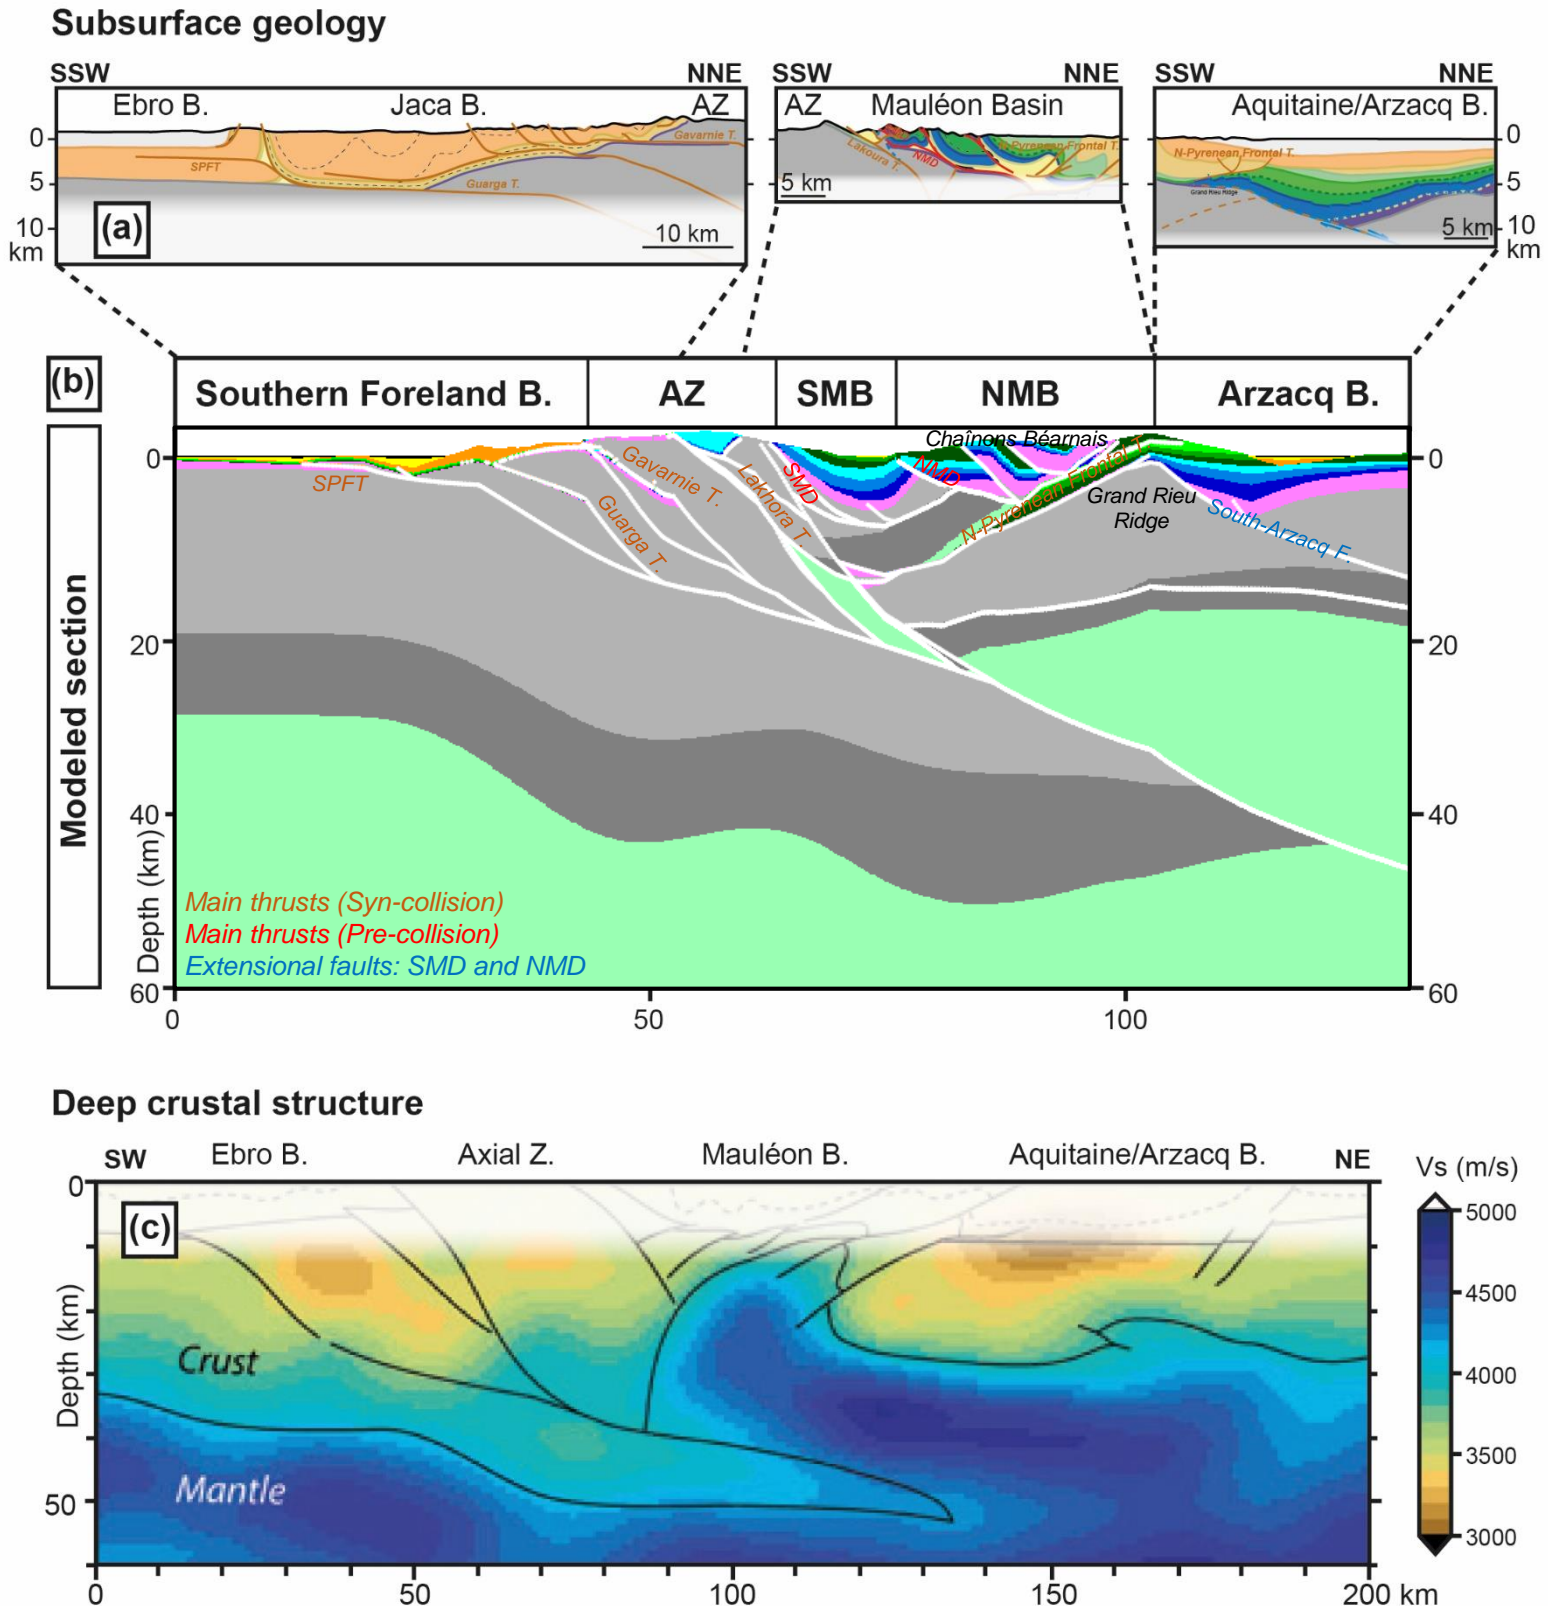 Subsurface geology
SSW NNE SSW NNE SSW NNE
Ebro B. Jaca B. AZ AZ Mauléon Basin Aquitaine/Arzacq B.
0 Gavarnie T. Lakoura T. NMD N-Pyrenean Frontal T. N-Pyrenean Frontal T. 0
5 SPFT Guarga T. 5 km Grand Rieu Ridge 5
10 km (a) 10 km 5 km 10 km
(b) Southern Foreland B. AZ SMB NMB Arzacq B.
Chaînons Béarnais
0 SPFT Gavarnie T. Guarga T. Lakhora T. SMD NMD N-Pyrenean Frontal T. Grand Rieu Ridge South-Arzacq F. 0
Modeled section
20 20
40 40
Depth (km)
Main thrusts (Syn-collision)
Main thrusts (Pre-collision)
Extensional faults: SMD and NMD
60 60
0 50 100
Deep crustal structure
SW Ebro B. Axial Z. Mauléon B. Aquitaine/Arzacq B. NE
Vs (m/s)
0 (c) 5000
4500
Depth (km)
Crust 4000
Mantle 3500
50 3000
0 50 100 150 200 km